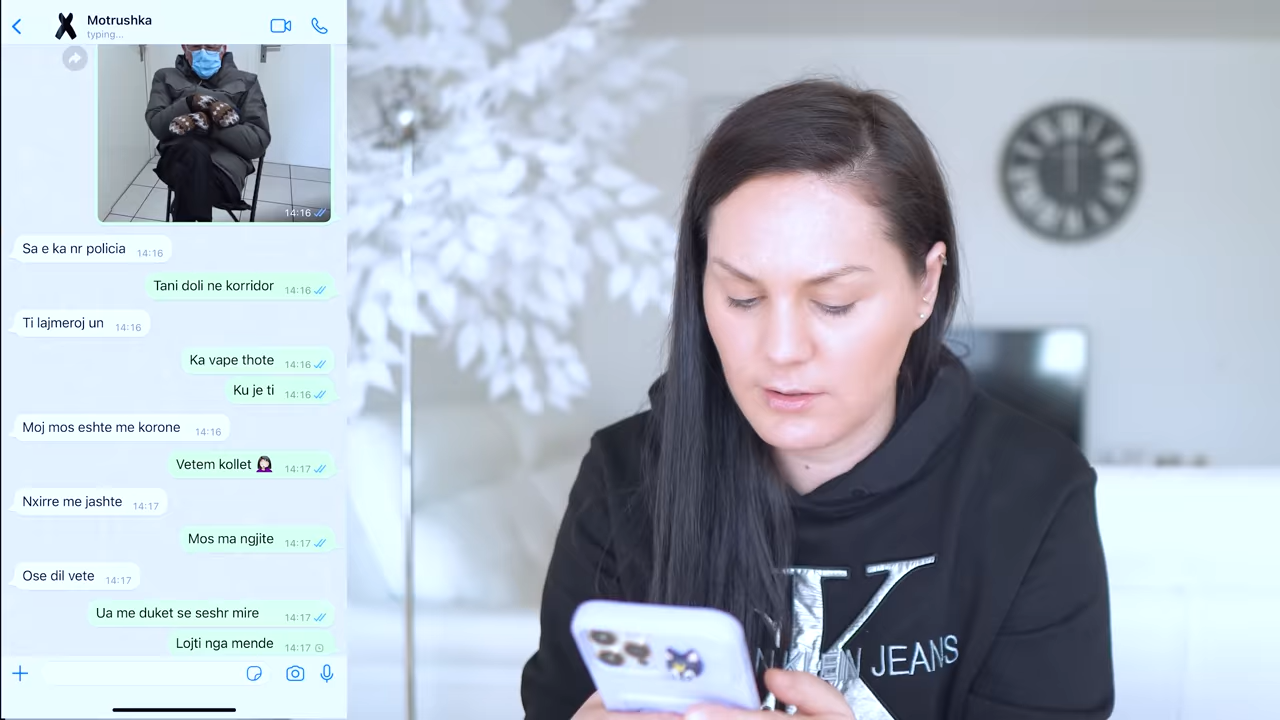 Motrushka
typing...
14:16
Sa e ka nr policia 14:16
Tani doli ne korridor 14:16
Ti lajmeroj un 14:16
Ka vape thote 14:16
Ku je ti 14:16
Moj mos eshte me korone 14:16
Vetem kollet 🤦🏻‍♀️ 14:17
Nxirre me jashte 14:17
Mos ma ngjite 14:17
Ose dil vete 14:17
Ua me duket se seshr mire 14:17
Lojti nga mende 14:17
K
N KLEIN JEANS